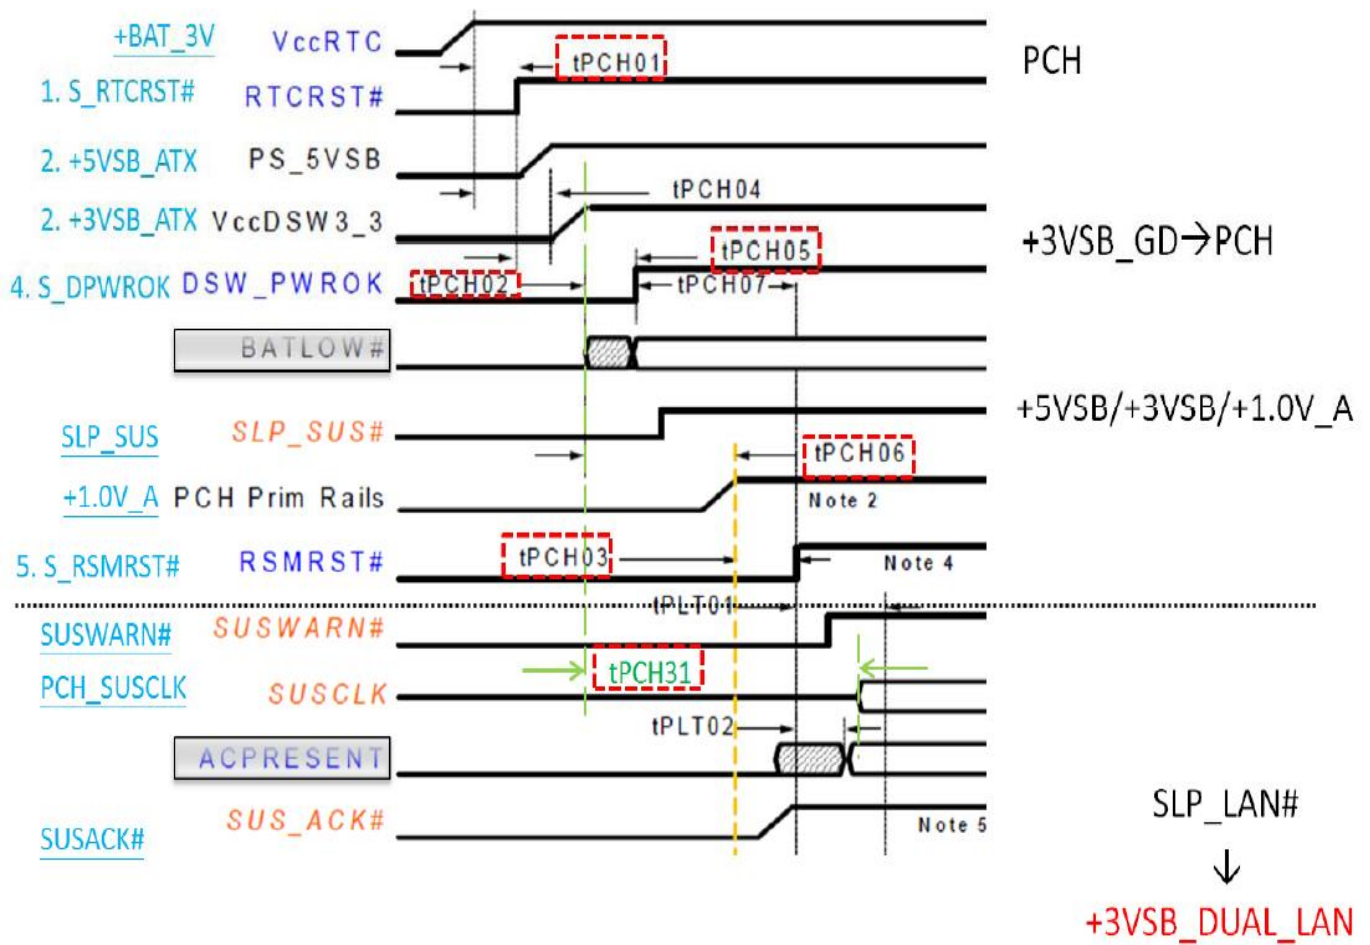 +BAT_3V VccRTC tPCH01 PCH
1. S_RTCRST# RTCRST#
2. +5VSB_ATX PS_5VSB
tPCH04
2. +3VSB_ATX VccDSW3_3
+3VSB_GD→PCH
tPCH05
4. S_DPWROK DSW_PWROK tPCH02 tPCH07
BATLOW#
+5VSB/+3VSB/+1.0V_A
SLP_SUS SLP_SUS#
tPCH06
+1.0V_A PCH Prim Rails Note 2
5. S_RSMRST# RSMRST# tPCH03 Note 4
tPLT01
SUSWARN# SUSWARN#
tPCH31
PCH_SUSCLK SUSCLK
tPLT02
ACPRESENT
SLP_LAN#
SUSACK# SUS_ACK# Note 5
↓
+3VSB_DUAL_LAN